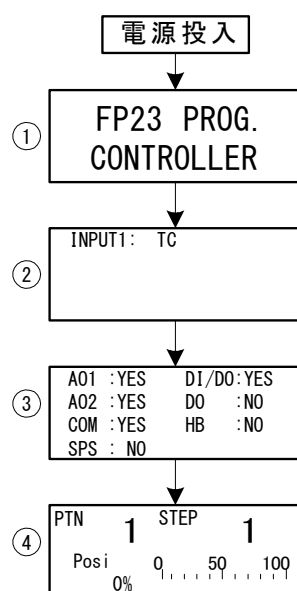 電源投入
① FP23 PROG.
CONTROLLER
② INPUT1: TC
③ AO1 :YES DI/DO:YES
AO2 :YES DO :NO
COM :YES HB :NO
SPS : NO
④ PTN 1 STEP 1
Posi 0 50 100
0%